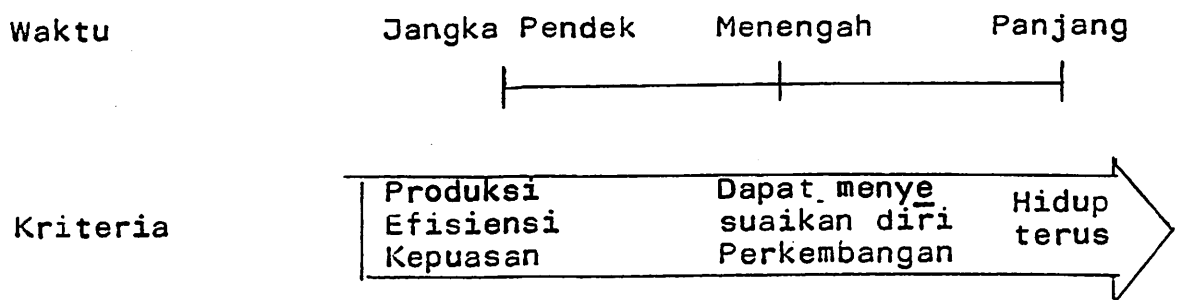 Waktu Jangka Pendek Menengah Panjang
Produksi Dapat menye
Kriteria Efisiensi suaikan diri Hidup
Kepuasan Perkembangan terus